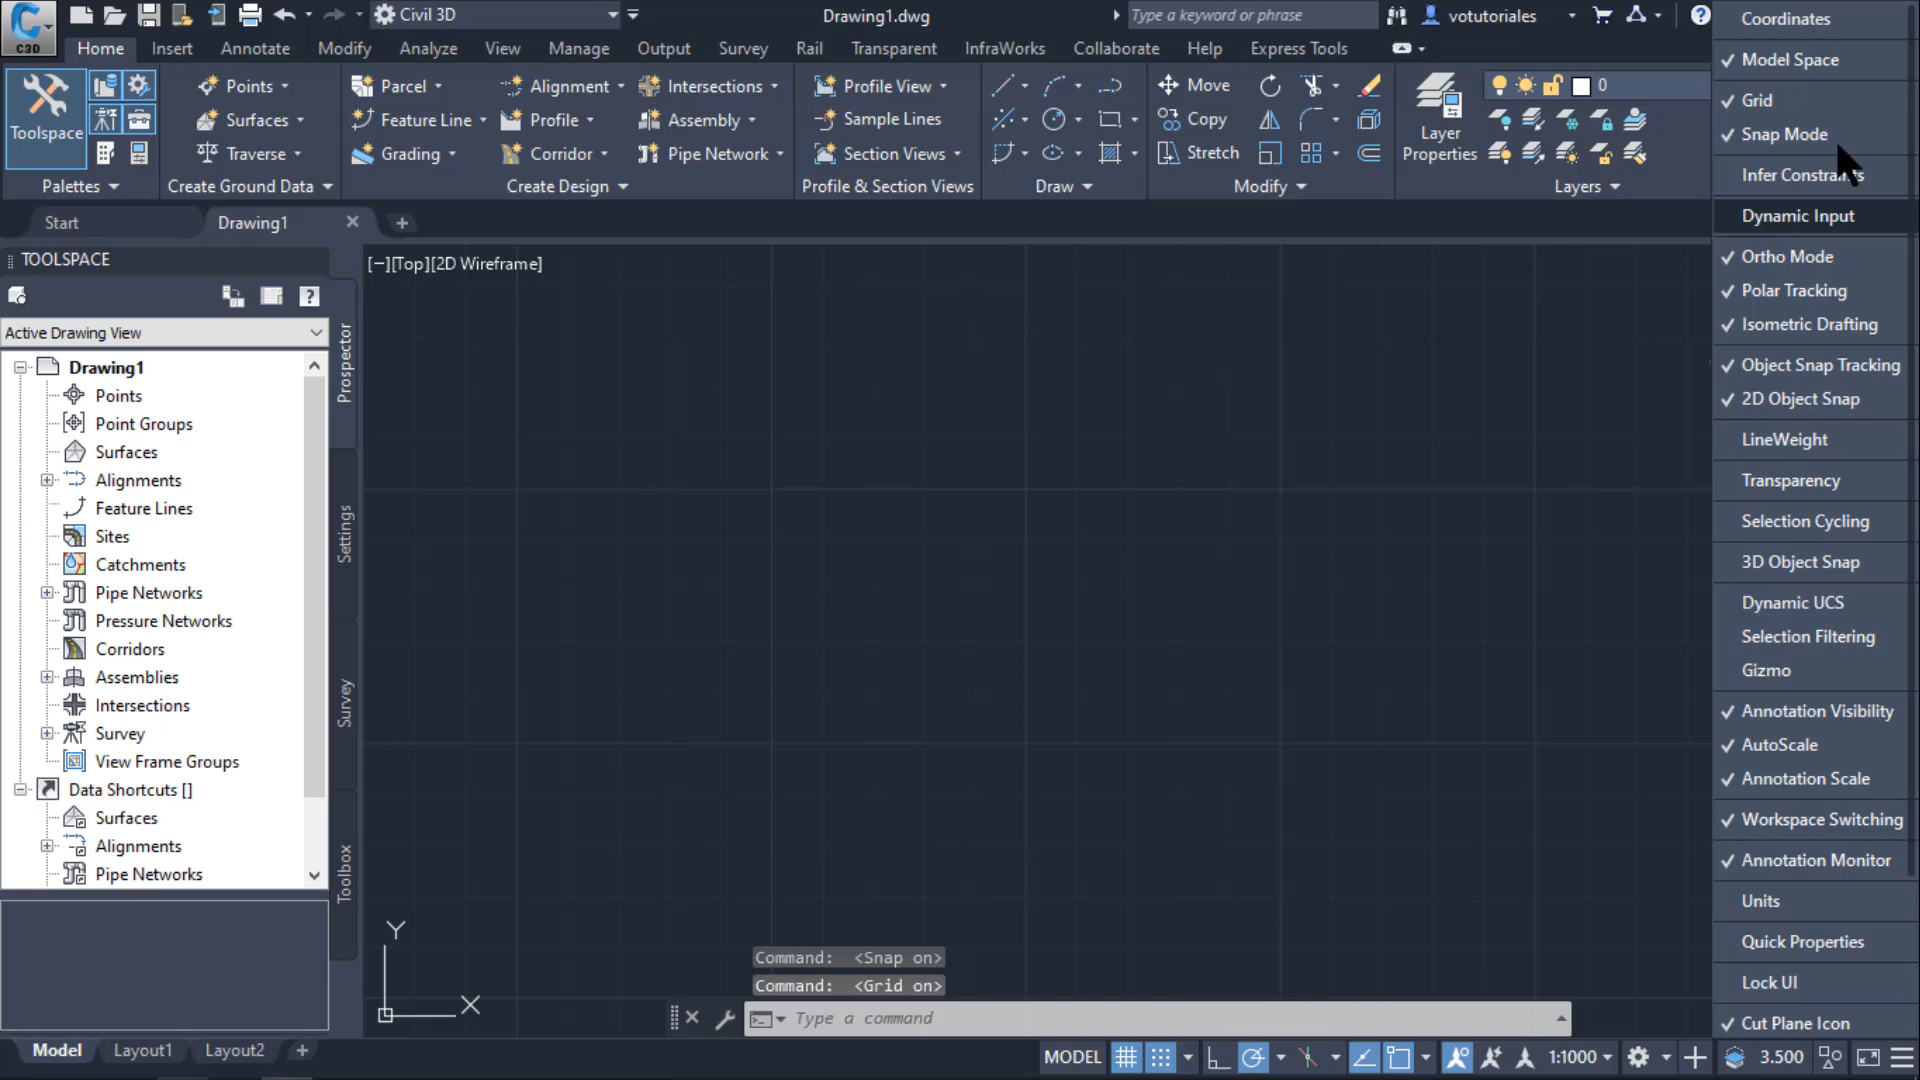 C3D
Civil 3D
Drawing1.dwg
Type a keyword or phrase
votutoriales
Home Insert Annotate Modify Analyze View Manage Output Survey Rail Transparent InfraWorks Collaborate Help Express Tools
Toolspace
Palettes
Points
Surfaces
Traverse
Create Ground Data
Parcel
Feature Line
Grading
Alignment
Profile
Corridor
Intersections
Assembly
Pipe Network
Create Design
Profile View
Sample Lines
Section Views
Profile & Section Views
Draw
Move
Copy
Stretch
Modify
Layer
Properties
0
Layers
Start
Drawing1
TOOLSPACE
Active Drawing View
Drawing1
Points
Point Groups
Surfaces
Alignments
Feature Lines
Sites
Catchments
Pipe Networks
Pressure Networks
Corridors
Assemblies
Intersections
Survey
View Frame Groups
Data Shortcuts []
Surfaces
Alignments
Pipe Networks
Prospector
Settings
Survey
Toolbox
[−][Top][2D Wireframe]
Y
X
Command: <Snap on>
Command: <Grid on>
Type a command
Coordinates
Model Space
Grid
Snap Mode
Infer Constraints
Dynamic Input
Ortho Mode
Polar Tracking
Isometric Drafting
Object Snap Tracking
2D Object Snap
LineWeight
Transparency
Selection Cycling
3D Object Snap
Dynamic UCS
Selection Filtering
Gizmo
Annotation Visibility
AutoScale
Annotation Scale
Workspace Switching
Annotation Monitor
Units
Quick Properties
Lock UI
Cut Plane Icon
Model Layout1 Layout2
MODEL 1:1000 3.500